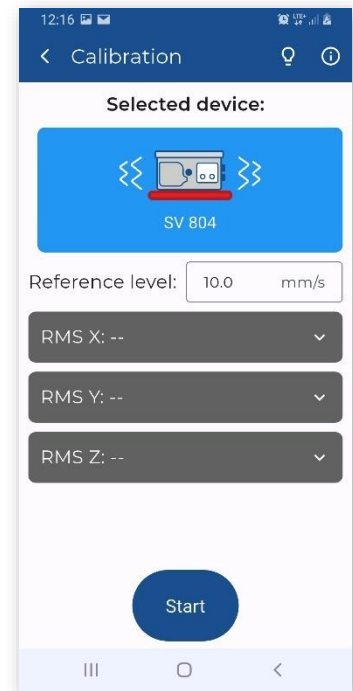 12:16
Calibration
Selected device:
SV 804
Reference level: 10.0 mm/s
RMS X: --
RMS Y: --
RMS Z: --
Start